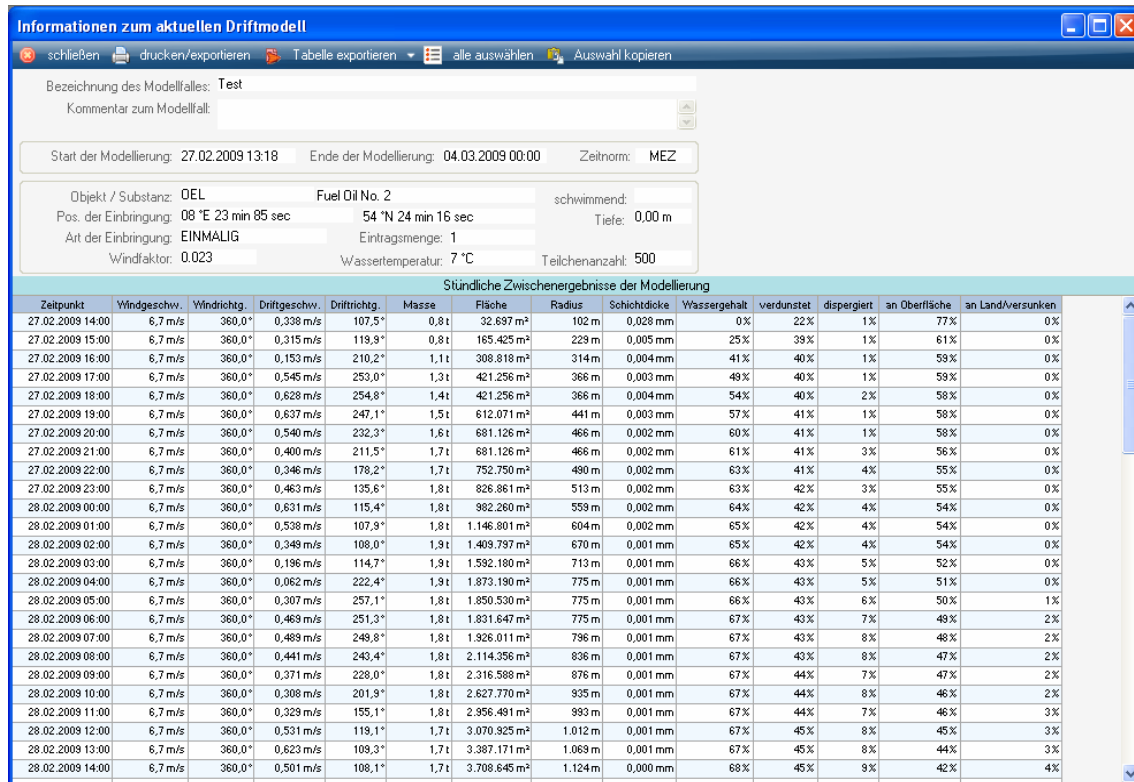 Informationen zum aktuellen Driftmodell
schließen drucken/exportieren Tabelle exportieren alle auswählen Auswahl kopieren
Bezeichnung des Modellfalles: Test
Kommentar zum Modellfall:
Start der Modellierung: 27.02.2009 13:18 Ende der Modellierung: 04.03.2009 00:00 Zeitnorm: MEZ
Objekt / Substanz: OEL Fuel Oil No. 2 schwimmend:
Pos. der Einbringung: 08 °E 23 min 85 sec 54 °N 24 min 16 sec Tiefe: 0,00 m
Art der Einbringung: EINMALIG Eintragsmenge: 1
Windfaktor: 0.023 Wassertemperatur: 7 °C Teilchenanzahl: 500
Stündliche Zwischenergebnisse der Modellierung
Zeitpunkt Windgeschw. Windrichtg. Driftgeschw. Driftrichtg. Masse Fläche Radius Schichtdicke Wassergehalt verdunstet dispergiert an Oberfläche an Land/versunken
27.02.2009 14:00 6,7 m/s 360,0° 0,338 m/s 107,5° 0,8 t 32.697 m² 102 m 0,028 mm 0% 22% 1% 77% 0%
27.02.2009 15:00 6,7 m/s 360,0° 0,315 m/s 119,9° 0,8 t 165.425 m² 229 m 0,005 mm 25% 39% 1% 61% 0%
27.02.2009 16:00 6,7 m/s 360,0° 0,153 m/s 210,2° 1,1 t 308.818 m² 314 m 0,004 mm 41% 40% 1% 59% 0%
27.02.2009 17:00 6,7 m/s 360,0° 0,545 m/s 253,0° 1,3 t 421.256 m² 366 m 0,003 mm 49% 40% 1% 59% 0%
27.02.2009 18:00 6,7 m/s 360,0° 0,628 m/s 254,8° 1,4 t 421.256 m² 366 m 0,004 mm 54% 40% 2% 58% 0%
27.02.2009 19:00 6,7 m/s 360,0° 0,637 m/s 247,1° 1,5 t 612.071 m² 441 m 0,003 mm 57% 41% 1% 58% 0%
27.02.2009 20:00 6,7 m/s 360,0° 0,540 m/s 232,3° 1,6 t 681.126 m² 466 m 0,002 mm 60% 41% 1% 58% 0%
27.02.2009 21:00 6,7 m/s 360,0° 0,400 m/s 211,5° 1,7 t 681.126 m² 466 m 0,002 mm 61% 41% 3% 56% 0%
27.02.2009 22:00 6,7 m/s 360,0° 0,346 m/s 178,2° 1,7 t 752.750 m² 490 m 0,002 mm 63% 41% 4% 55% 0%
27.02.2009 23:00 6,7 m/s 360,0° 0,463 m/s 135,6° 1,8 t 826.861 m² 513 m 0,002 mm 63% 42% 3% 55% 0%
28.02.2009 00:00 6,7 m/s 360,0° 0,631 m/s 115,4° 1,8 t 982.260 m² 559 m 0,002 mm 64% 42% 4% 54% 0%
28.02.2009 01:00 6,7 m/s 360,0° 0,538 m/s 107,9° 1,8 t 1.146.801 m² 604 m 0,002 mm 65% 42% 4% 54% 0%
28.02.2009 02:00 6,7 m/s 360,0° 0,349 m/s 108,0° 1,9 t 1.409.797 m² 670 m 0,001 mm 65% 42% 4% 54% 0%
28.02.2009 03:00 6,7 m/s 360,0° 0,196 m/s 114,7° 1,9 t 1.592.180 m² 713 m 0,001 mm 66% 43% 5% 52% 0%
28.02.2009 04:00 6,7 m/s 360,0° 0,062 m/s 222,4° 1,9 t 1.873.190 m² 775 m 0,001 mm 66% 43% 5% 51% 0%
28.02.2009 05:00 6,7 m/s 360,0° 0,307 m/s 257,1° 1,8 t 1.850.530 m² 775 m 0,001 mm 66% 43% 6% 50% 1%
28.02.2009 06:00 6,7 m/s 360,0° 0,469 m/s 251,3° 1,8 t 1.831.647 m² 775 m 0,001 mm 67% 43% 7% 49% 2%
28.02.2009 07:00 6,7 m/s 360,0° 0,489 m/s 249,8° 1,8 t 1.926.011 m² 796 m 0,001 mm 67% 43% 8% 48% 2%
28.02.2009 08:00 6,7 m/s 360,0° 0,441 m/s 243,4° 1,8 t 2.114.356 m² 836 m 0,001 mm 67% 43% 8% 47% 2%
28.02.2009 09:00 6,7 m/s 360,0° 0,371 m/s 228,0° 1,8 t 2.316.588 m² 876 m 0,001 mm 67% 44% 7% 47% 2%
28.02.2009 10:00 6,7 m/s 360,0° 0,308 m/s 201,9° 1,8 t 2.627.770 m² 935 m 0,001 mm 67% 44% 8% 46% 2%
28.02.2009 11:00 6,7 m/s 360,0° 0,329 m/s 155,1° 1,8 t 2.956.491 m² 993 m 0,001 mm 67% 44% 7% 46% 3%
28.02.2009 12:00 6,7 m/s 360,0° 0,531 m/s 119,1° 1,7 t 3.070.925 m² 1.012 m 0,001 mm 67% 45% 8% 45% 3%
28.02.2009 13:00 6,7 m/s 360,0° 0,623 m/s 109,3° 1,7 t 3.387.171 m² 1.069 m 0,001 mm 67% 45% 8% 44% 3%
28.02.2009 14:00 6,7 m/s 360,0° 0,501 m/s 108,1° 1,7 t 3.708.645 m² 1.124 m 0,000 mm 68% 45% 9% 42% 4%